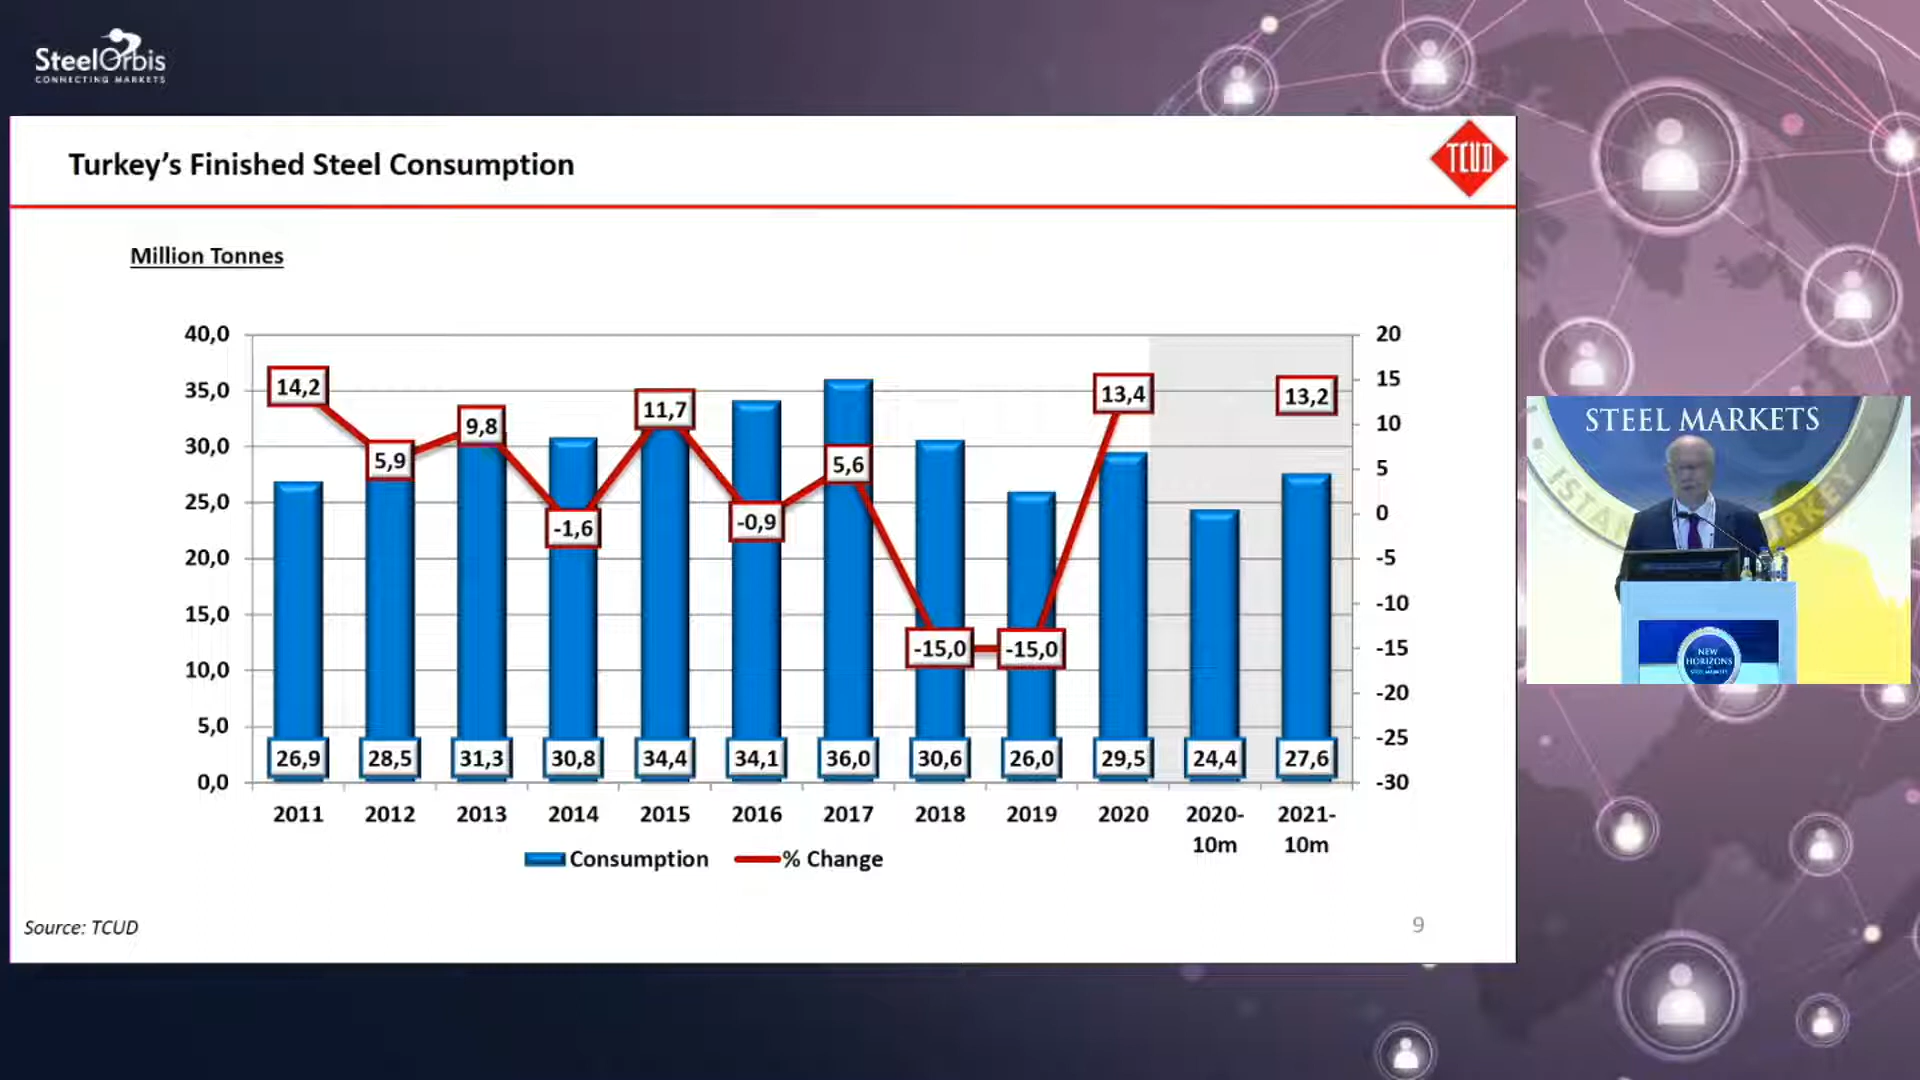 SteelOrbis
CONNECTING MARKETS
Turkey’s Finished Steel Consumption
TCUD
Million Tonnes
40,0
35,0
30,0
25,0
20,0
15,0
10,0
5,0
0,0
20
15
10
5
0
-5
-10
-15
-20
-25
-30
14,2
5,9
9,8
-1,6
11,7
-0,9
5,6
-15,0
-15,0
13,4
13,2
26,9 28,5 31,3 30,8 34,4 34,1 36,0 30,6 26,0 29,5 24,4 27,6
2011 2012 2013 2014 2015 2016 2017 2018 2019 2020 2020-10m 2021-10m
Consumption % Change
Source: TCUD
9
STEEL MARKETS
NEW
HORIZONS
STEEL MARKETS